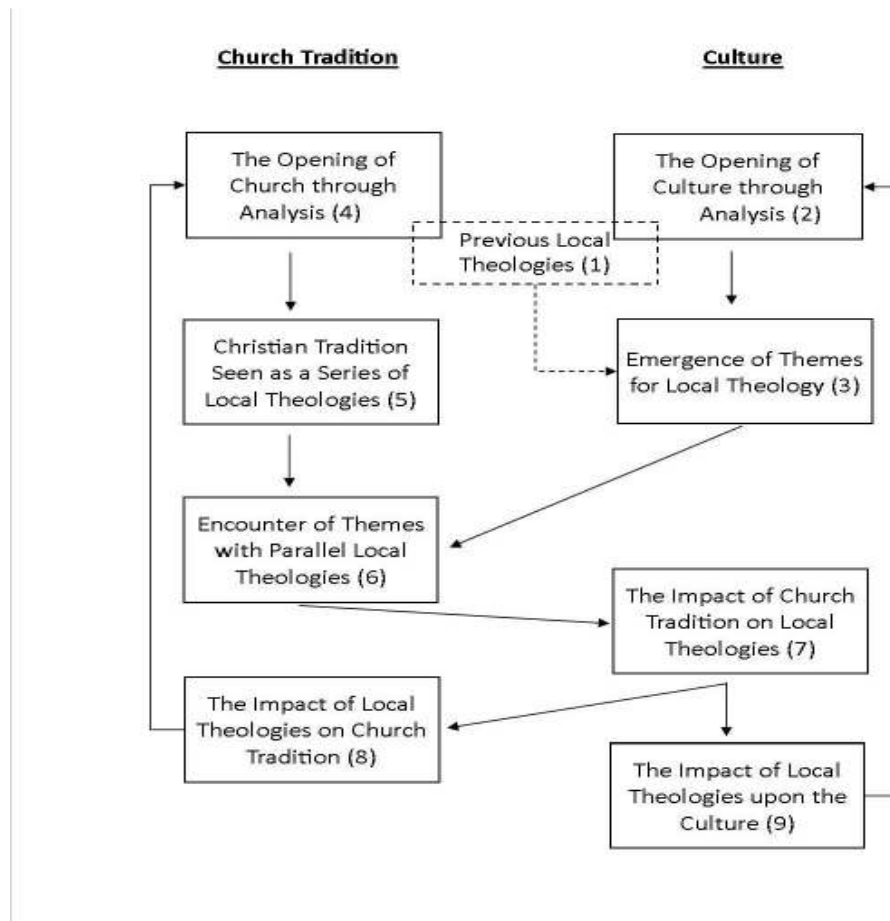 Church Tradition
Culture
The Opening of
Church through
Analysis (4)
The Opening of
Culture through
Analysis (2)
Previous Local
Theologies (1)
Christian Tradition
Seen as a Series of
Local Theologies (5)
Emergence of Themes
for Local Theology (3)
Encounter of Themes
with Parallel Local
Theologies (6)
The Impact of Church
Tradition on Local
Theologies (7)
The Impact of Local
Theologies on Church
Tradition (8)
The Impact of Local
Theologies upon the
Culture (9)